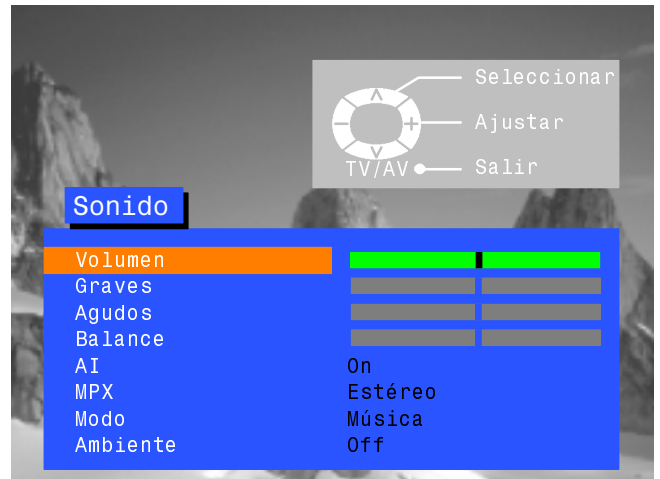 Seleccionar
Ajustar
TV/AV Salir
Sonido
Volumen
Graves
Agudos
Balance
AI On
MPX Estéreo
Modo Música
Ambiente Off